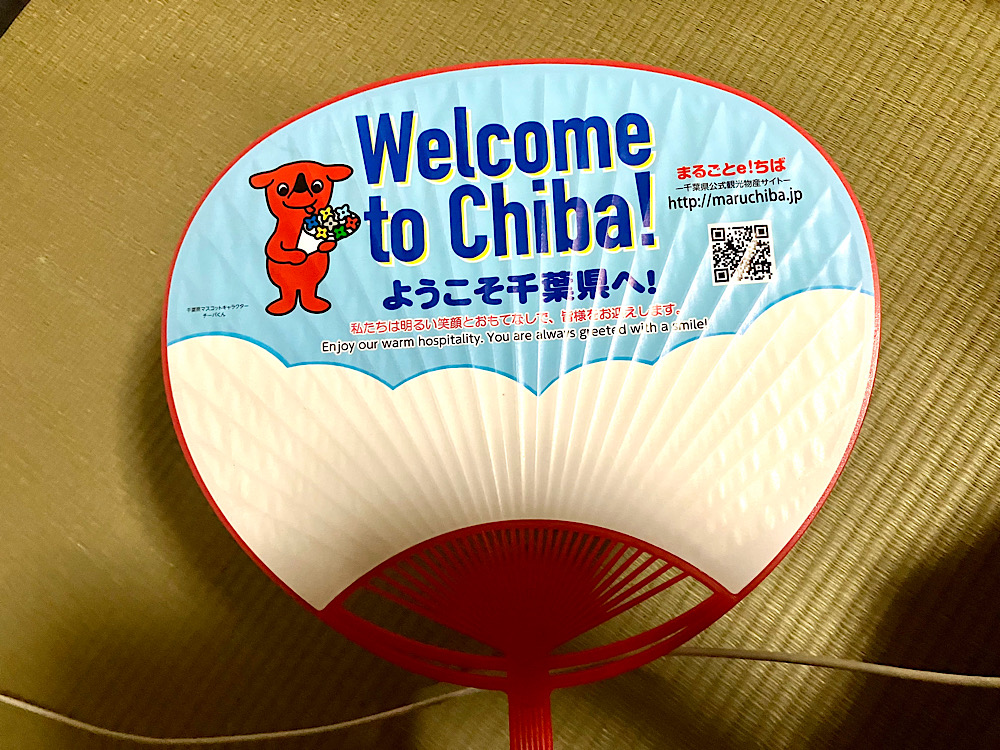 Welcome
to Chiba!
ようこそ千葉県へ!
私たちは明るい笑顔とおもてなしで、皆様をお迎えします。
Enjoy our warm hospitality. You are always greeted with a smile!
まるごとe!ちば
―千葉県公式観光物産サイト―
http://maruchiba.jp
千葉県マスコットキャラクター
チーバくん